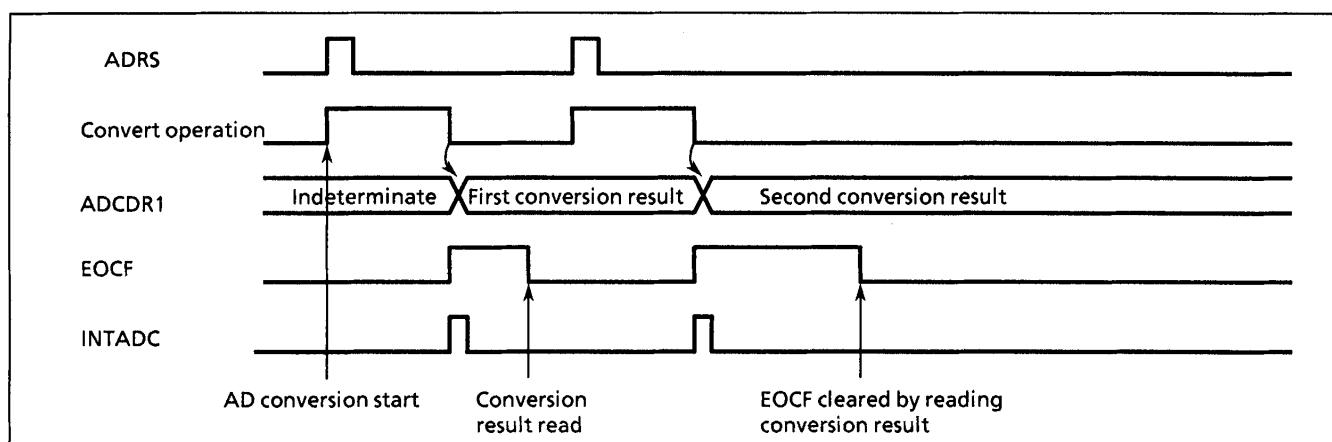 ADRS
Convert operation
ADCDR1
Indeterminate
First conversion result
Second conversion result
EOCF
INTADC
AD conversion start
Conversion
result read
EOCF cleared by reading
conversion result